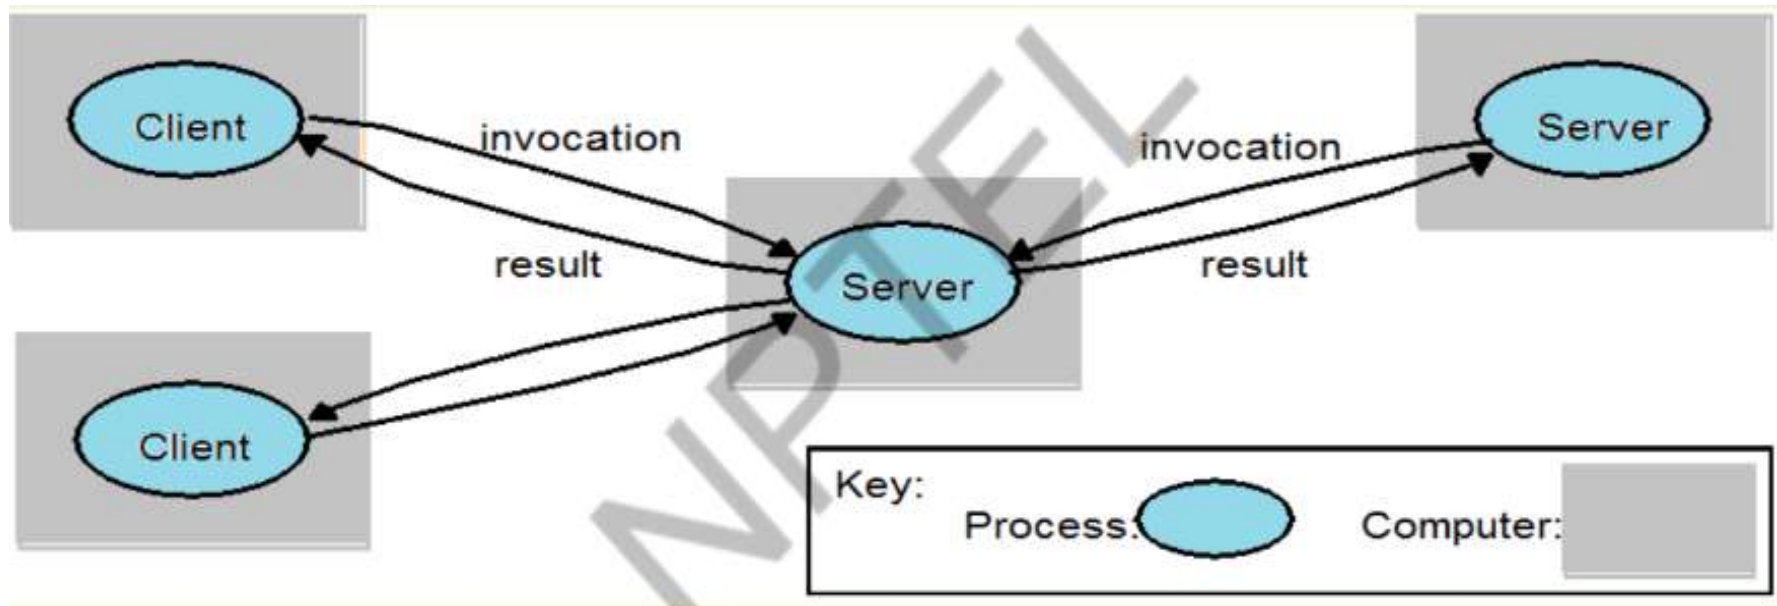 Client
invocation
result
Server
invocation
result
Server
Client
Key:
Process:
Computer:
NPTEL